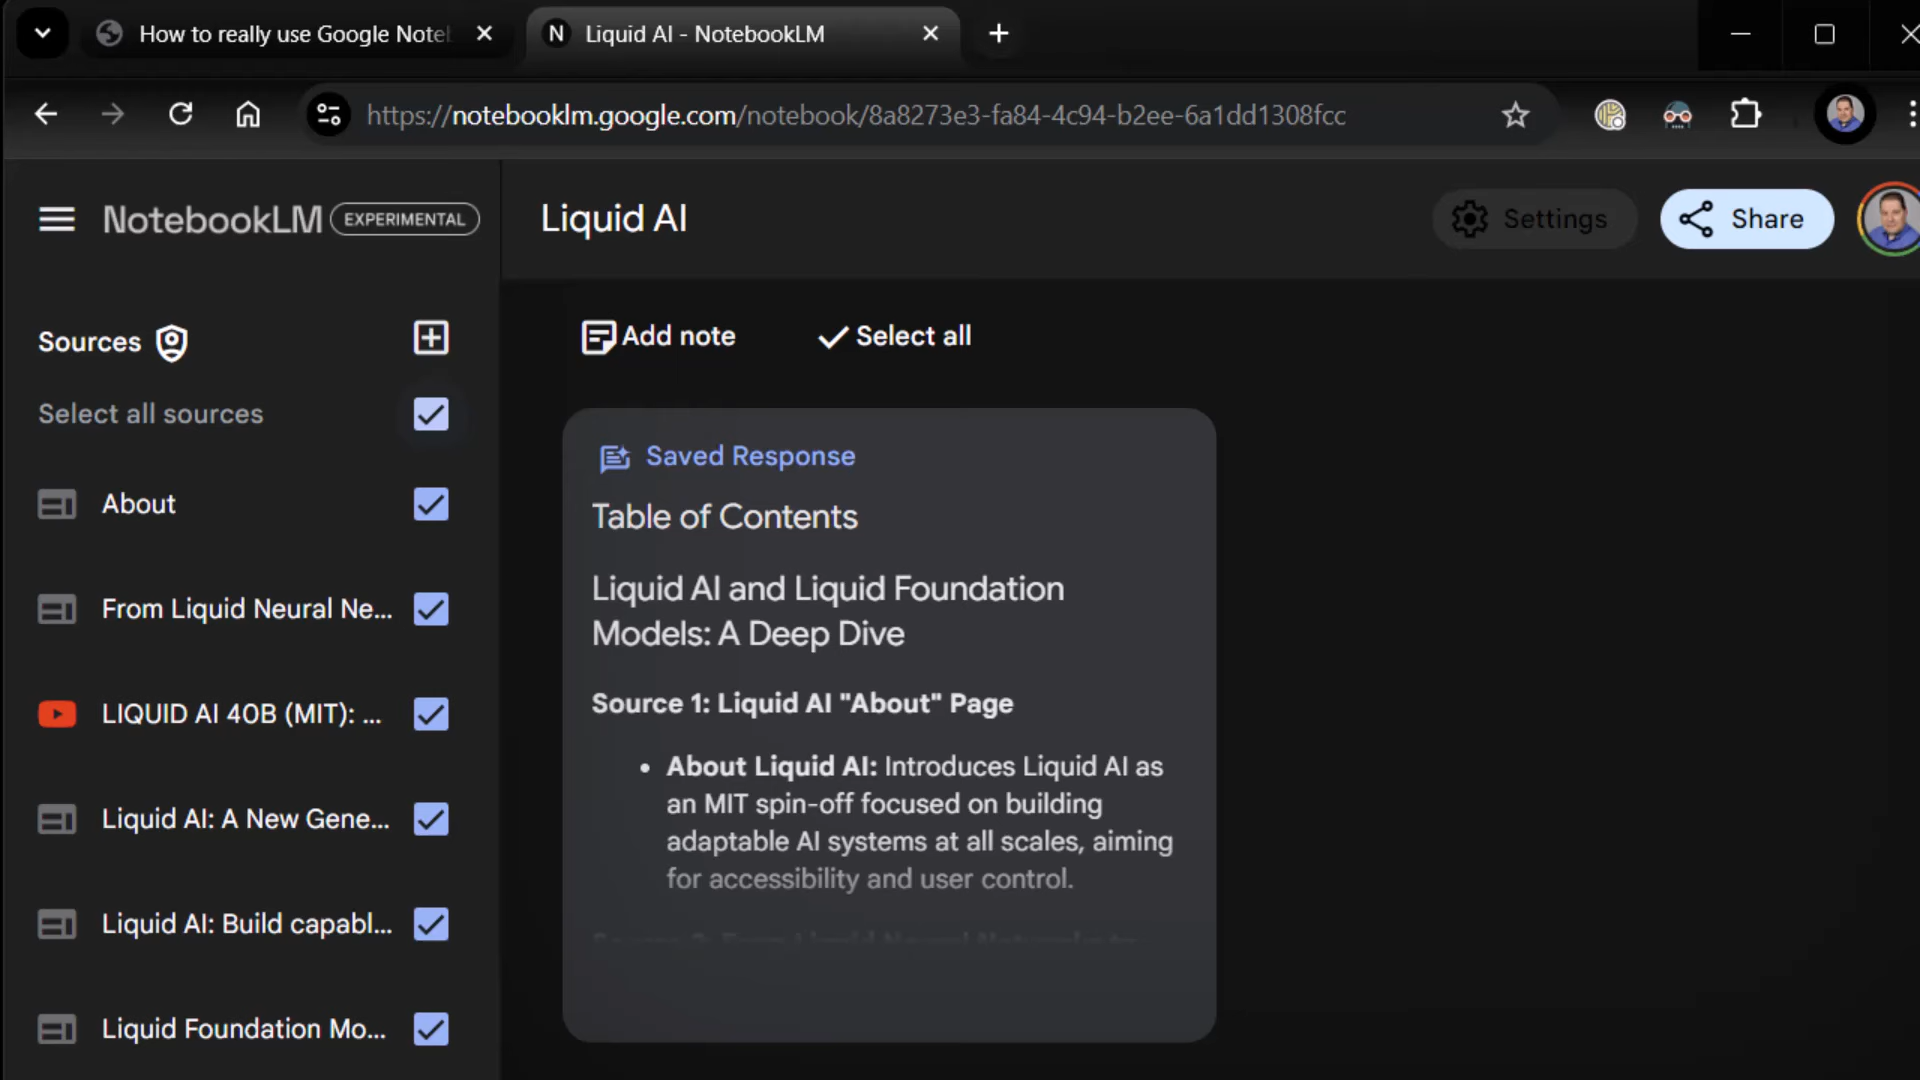 How to really use Google Note
Liquid AI - NotebookLM
https://notebooklm.google.com/notebook/8a8273e3-fa84-4c94-b2ee-6a1dd1308fcc
NotebookLM EXPERIMENTAL
Liquid AI
Settings
Share
Sources
Select all sources
About
From Liquid Neural Ne...
LIQUID AI 40B (MIT): ...
Liquid AI: A New Gene...
Liquid AI: Build capabl...
Liquid Foundation Mo...
Add note
Select all
Saved Response
Table of Contents
Liquid AI and Liquid Foundation
Models: A Deep Dive
Source 1: Liquid AI "About" Page
• About Liquid AI: Introduces Liquid AI as
an MIT spin-off focused on building
adaptable AI systems at all scales, aiming
for accessibility and user control.